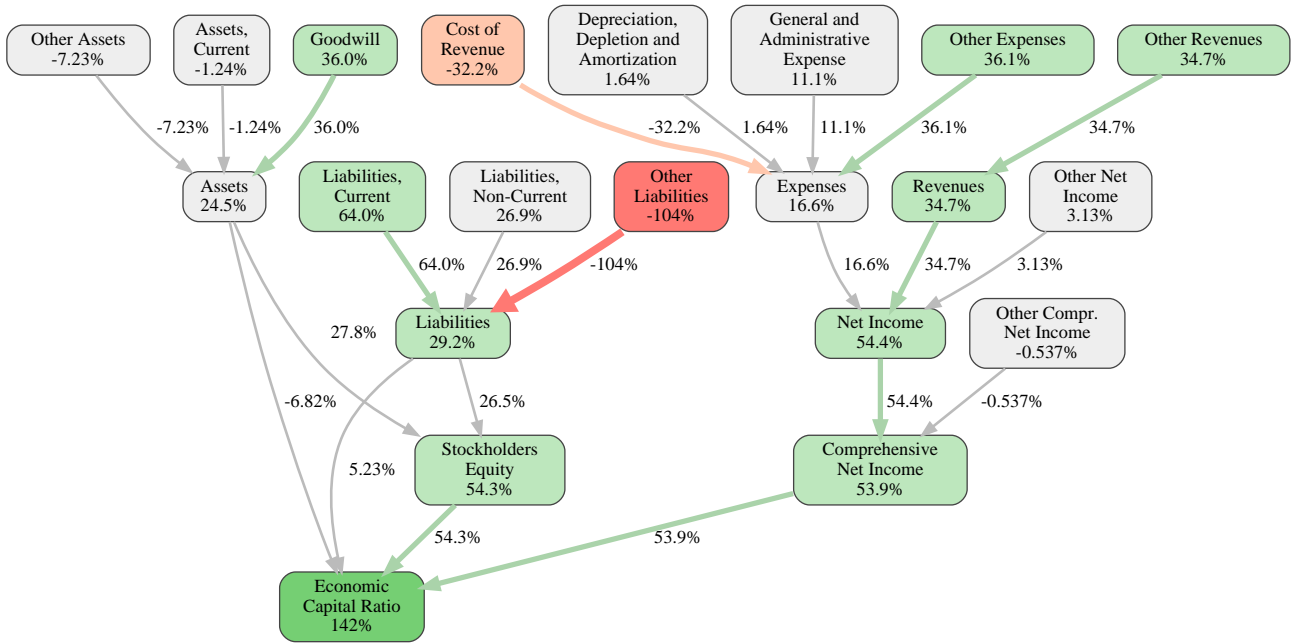 Other Assets
-7.23%
Assets,
Current
-1.24%
Goodwill
36.0%
Cost of
Revenue
-32.2%
Depreciation,
Depletion and
Amortization
1.64%
General and
Administrative
Expense
11.1%
Other Expenses
36.1%
Other Revenues
34.7%
-7.23%
-1.24%
36.0%
-32.2%
1.64%
11.1%
36.1%
34.7%
Assets
24.5%
Liabilities,
Current
64.0%
Liabilities,
Non-Current
26.9%
Other
Liabilities
-104%
Expenses
16.6%
Revenues
34.7%
Other Net
Income
3.13%
64.0%
26.9%
-104%
16.6%
34.7%
3.13%
27.8%
Liabilities
29.2%
Net Income
54.4%
Other Compr.
Net Income
-0.537%
-6.82%
26.5%
54.4%
-0.537%
5.23%
Stockholders
Equity
54.3%
Comprehensive
Net Income
53.9%
54.3%
53.9%
Economic
Capital Ratio
142%